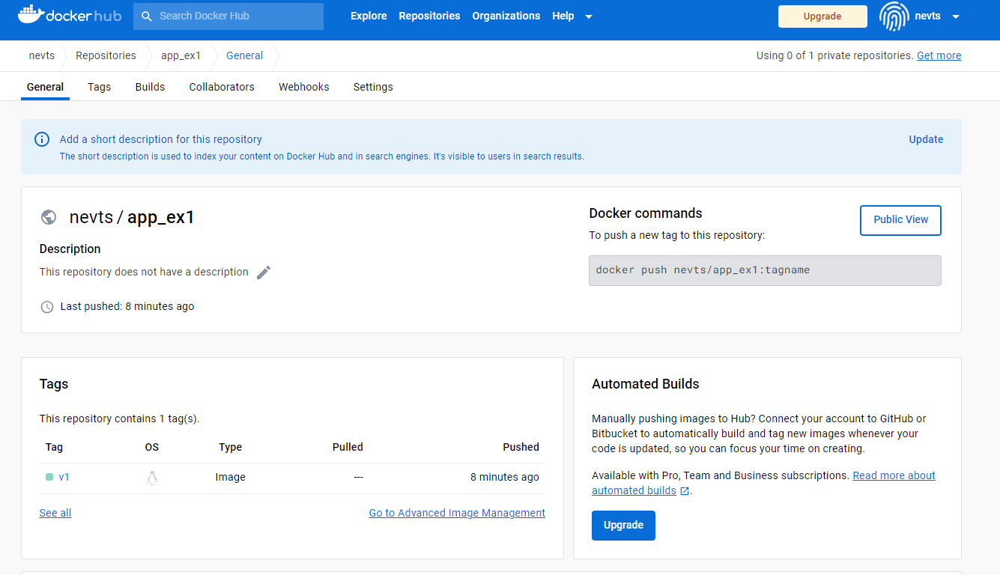 dockerhub Search Docker Hub Explore Repositories Organizations Help Upgrade nevts
nevts Repositories app_ex1 General Using 0 of 1 private repositories. Get more
General Tags Builds Collaborators Webhooks Settings
Add a short description for this repository Update
The short description is used to index your content on Docker Hub and in search engines. It's visible to users in search results.
nevts / app_ex1
Description
This repository does not have a description
Last pushed: 8 minutes ago
Docker commands
Public View
To push a new tag to this repository:
docker push nevts/app_ex1:tagname
Tags
This repository contains 1 tag(s).
Tag OS Type Pulled Pushed
v1 Image --- 8 minutes ago
See all Go to Advanced Image Management
Automated Builds
Manually pushing images to Hub? Connect your account to GitHub or
Bitbucket to automatically build and tag new images whenever your
code is updated, so you can focus your time on creating.
Available with Pro, Team and Business subscriptions. Read more about
automated builds .
Upgrade